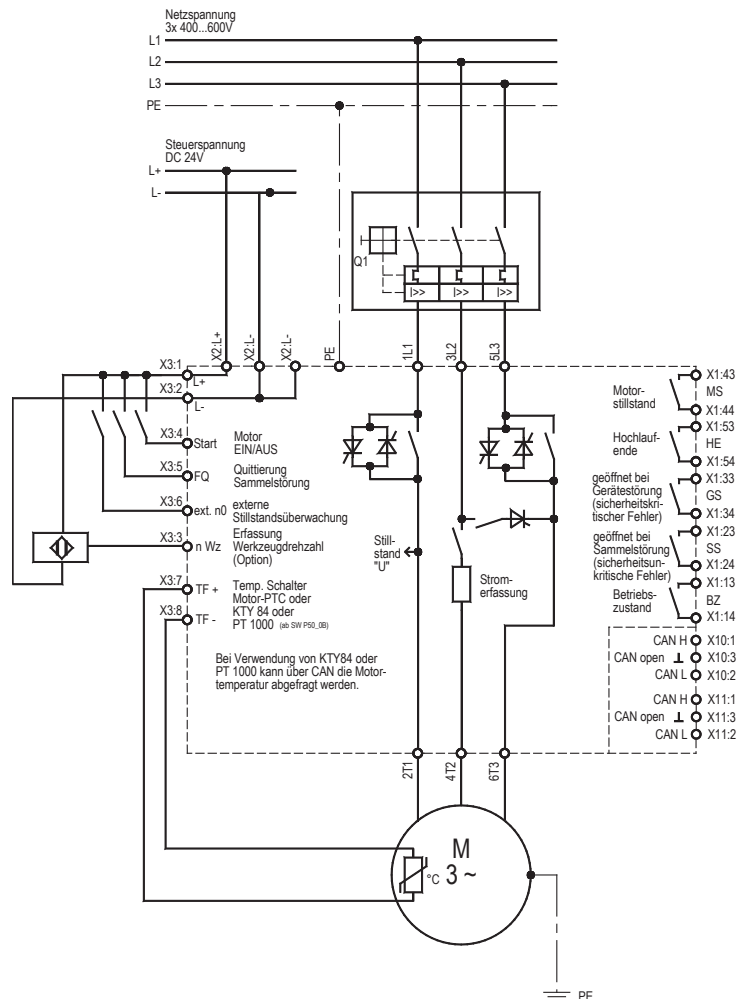 Netzspannung
3x 400...600V
L1
L2
L3
PE
Steuerspannung
DC 24V
L+
L-
Q1
I>> I>> I>>
X2:L+
X2:L-
X2:L-
PE
1L1
3L2
5L3
X3:1
L+
X3:2
L-
X3:4
Start
Motor
EIN/AUS
X3:5
FQ
Quittierung
Sammelstörung
X3:6
ext. n0
externe
Stillstandsüberwachung
X3:3
n Wz
Erfassung
Werkzeugdrehzahl
(Option)
X3:7
TF +
X3:8
TF -
Temp. Schalter
Motor-PTC oder
KTY 84 oder
PT 1000 (ab SW P50_0B)
Bei Verwendung von KTY84 oder
PT 1000 kann über CAN die Motor-
temperatur abgefragt werden.
Still-
stand
"U"
Strom-
erfassung
Motor-
stillstand
X1:43
MS
X1:44
Hochlauf-
ende
X1:53
HE
X1:54
geöffnet bei
Gerätestörung
(sicherheitskri-
tischer Fehler)
X1:33
GS
X1:34
geöffnet bei
Sammelstörung
(sicherheitsun-
kritische Fehler)
X1:23
SS
X1:24
Betriebs-
zustand
X1:13
BZ
X1:14
CAN H X10:1
CAN open X10:3
CAN L X10:2
CAN H X11:1
CAN open X11:3
CAN L X11:2
2T1
4T2
6T3
M
3 ~
°C
PE